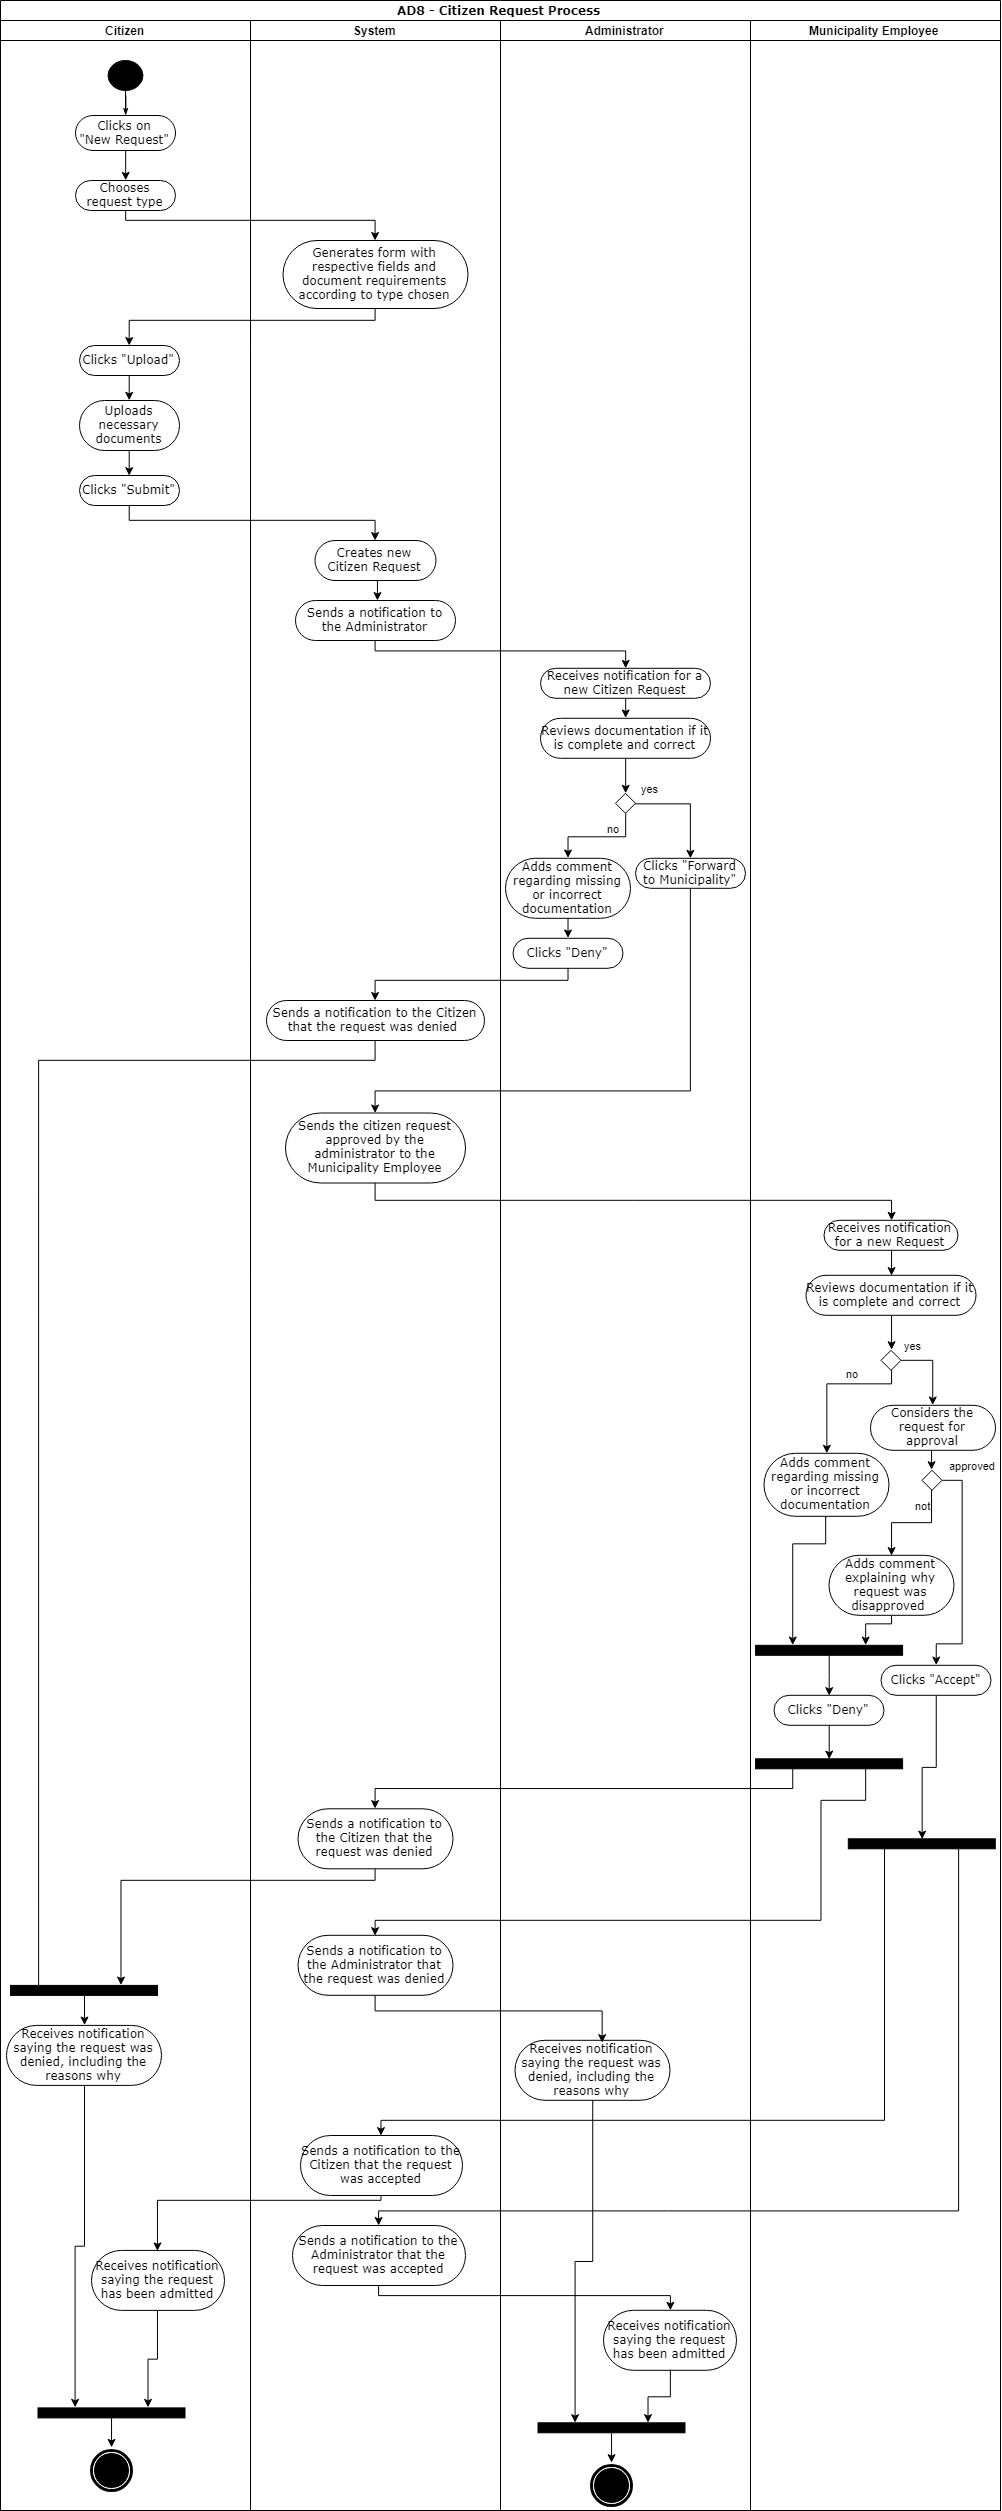 AD8 - Citizen Request Process
Citizen
System
Administrator
Municipality Employee
Clicks on
"New Request"
Chooses
request type
Generates form with
respective fields and
document requirements
according to type chosen
Clicks "Upload"
Uploads
necessary
documents
Clicks "Submit"
Creates new
Citizen Request
Sends a notification to
the Administrator
Receives notification for a
new Citizen Request
Reviews documentation if it
is complete and correct
yes
no
Adds comment
regarding missing
or incorrect
documentation
Clicks "Forward
to Municipality"
Clicks "Deny"
Sends a notification to the Citizen
that the request was denied
Sends the citizen request
approved by the
administrator to the
Municipality Employee
Receives notification
for a new Request
Reviews documentation if it
is complete and correct
yes
no
Considers the
request for
approval
Adds comment
regarding missing
or incorrect
documentation
approved
not
Adds comment
explaining why
request was
disapproved
Clicks "Accept"
Clicks "Deny"
Sends a notification to
the Citizen that the
request was denied
Sends a notification to
the Administrator that
the request was denied
Receives notification
saying the request was
denied, including the
reasons why
Receives notification
saying the request was
denied, including the
reasons why
Sends a notification to the
Citizen that the request
was accepted
Sends a notification to the
Administrator that the
request was accepted
Receives notification
saying the request
has been admitted
Receives notification
saying the request
has been admitted